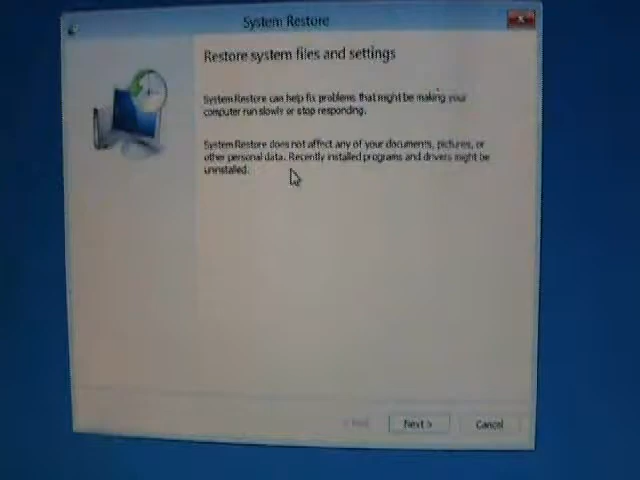 System Restore
Restore system files and settings
System Restore can help fix problems that might be making your
computer run slowly or stop responding.
System Restore does not affect any of your documents, pictures, or
other personal data. Recently installed programs and drivers might be
uninstalled.
Next >
Cancel